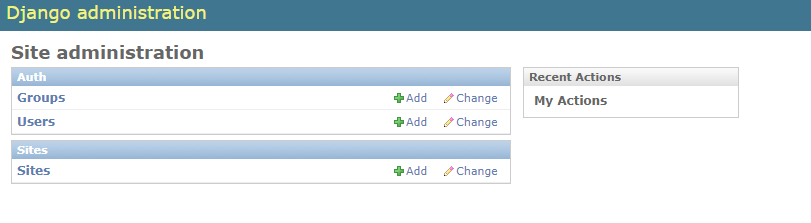 Django administration
Site administration
Auth
Groups Add Change
Users Add Change
Sites
Sites Add Change
Recent Actions
My Actions